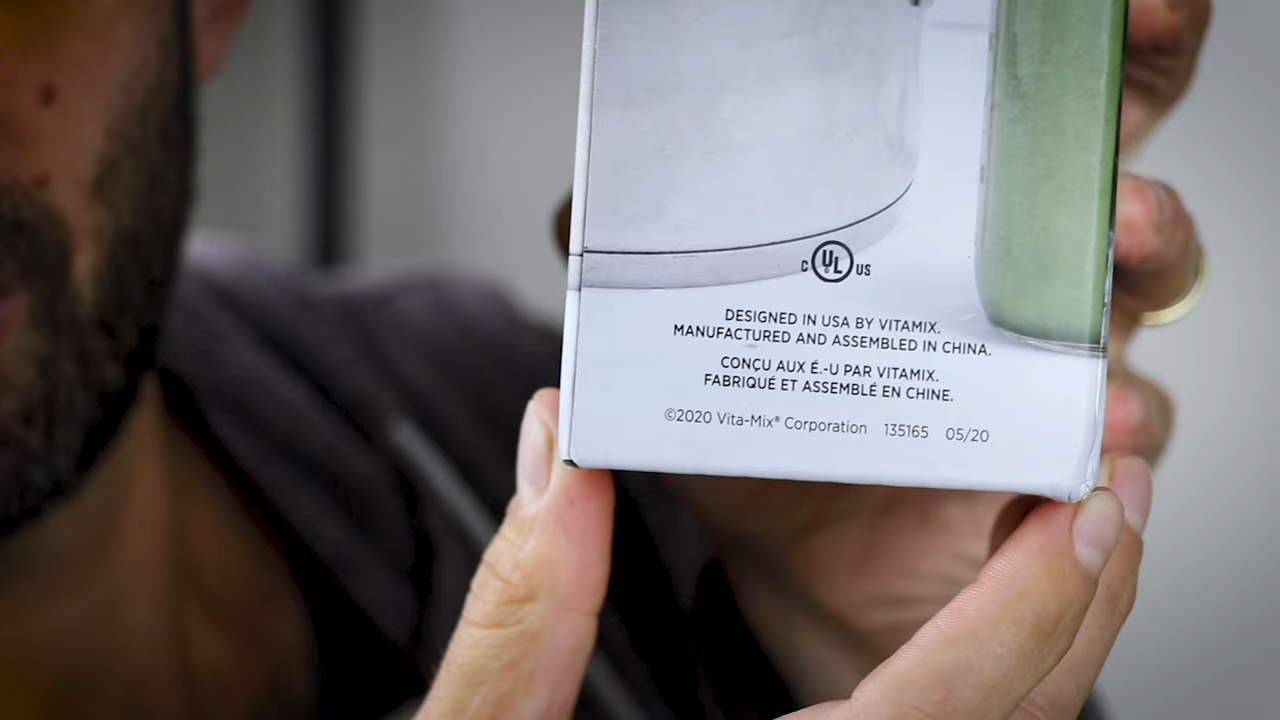 C UL US
DESIGNED IN USA BY VITAMIX.
MANUFACTURED AND ASSEMBLED IN CHINA.
CONÇU AUX É.-U PAR VITAMIX.
FABRIQUÉ ET ASSEMBLÉ EN CHINE.
©2020 Vita-Mix® Corporation 135165 05/20